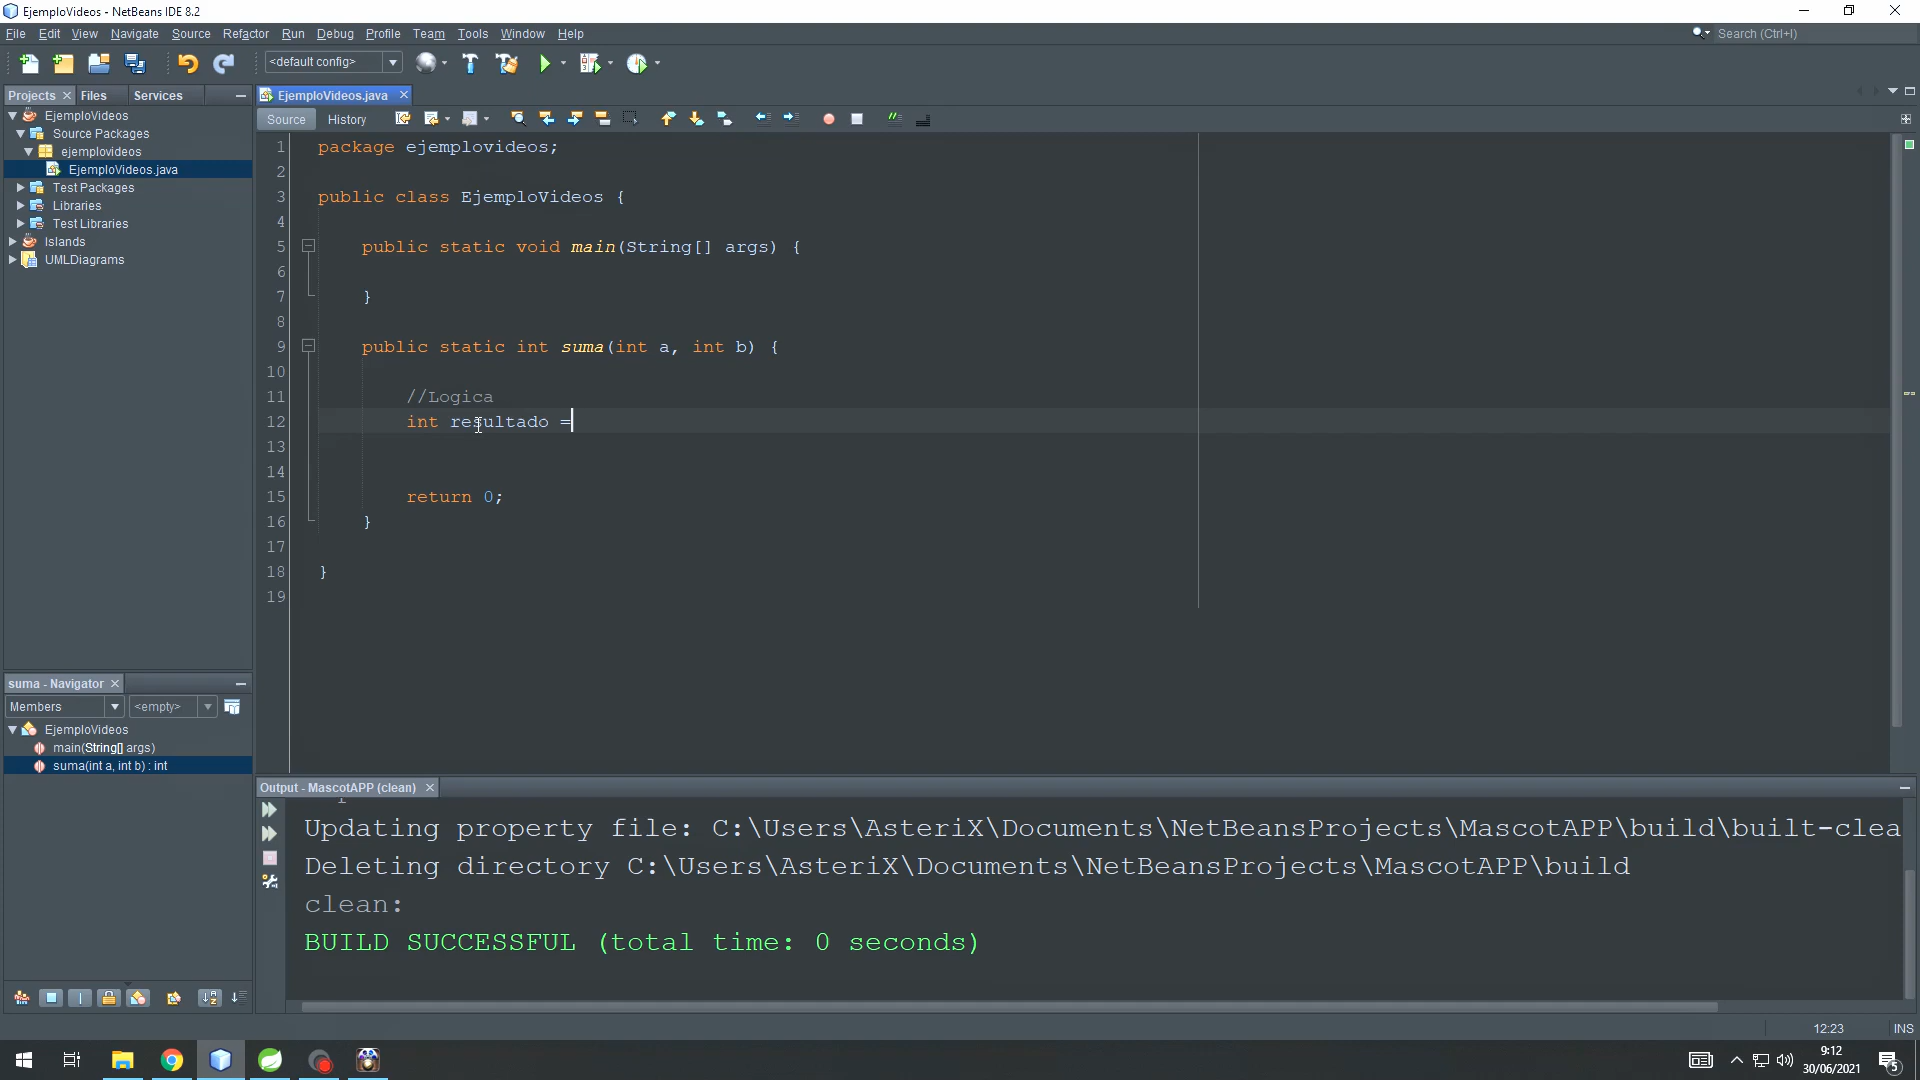 EjemploVideos - NetBeans IDE 8.2
File Edit View Navigate Source Refactor Run Debug Profile Team Tools Window Help
Search (Ctrl+I)
<default config>
Projects Files Services
EjemploVideos
Source Packages
ejemplovideos
EjemploVideos.java
Test Packages
Libraries
Test Libraries
Islands
UMLDiagrams
EjemploVideos.java
Source History
1 package ejemplovideos;
2
3 public class EjemploVideos {
4
5 public static void main(String[] args) {
6
7 }
8
9 public static int suma(int a, int b) {
10
11 //Logica
12 int resultado =
13
14
15 return 0;
16 }
17
18 }
19
suma - Navigator
Members <empty>
EjemploVideos
main(String[] args)
suma(int a, int b) : int
Output - MascotAPP (clean)
Updating property file: C:\Users\AsteriX\Documents\NetBeansProjects\MascotAPP\build\built-clea
Deleting directory C:\Users\AsteriX\Documents\NetBeansProjects\MascotAPP\build
clean:
BUILD SUCCESSFUL (total time: 0 seconds)
12:23 INS
9:12
30/06/2021
5